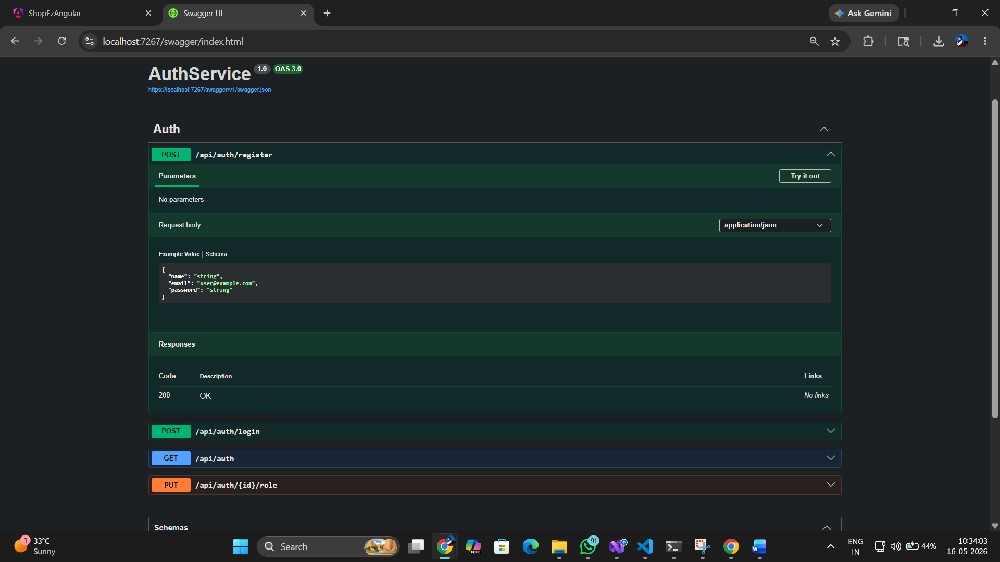 ShopEzAngular
Swagger UI
Ask Gemini
localhost:7267/swagger/index.html
AuthService 1.0 OAS 3.0
https://localhost:7267/swagger/v1/swagger.json
Auth
POST /api/auth/register
Parameters
Try it out
No parameters
Request body
application/json
Example Value | Schema
{
"name": "string",
"email": "user@example.com",
"password": "string"
}
Responses
Code Description Links
200 OK No links
POST /api/auth/login
GET /api/auth
PUT /api/auth/{id}/role
Schemas
1
33°C
Sunny
Search
M365
91
W
ENG
IN
44%
10:34:03
16-05-2026